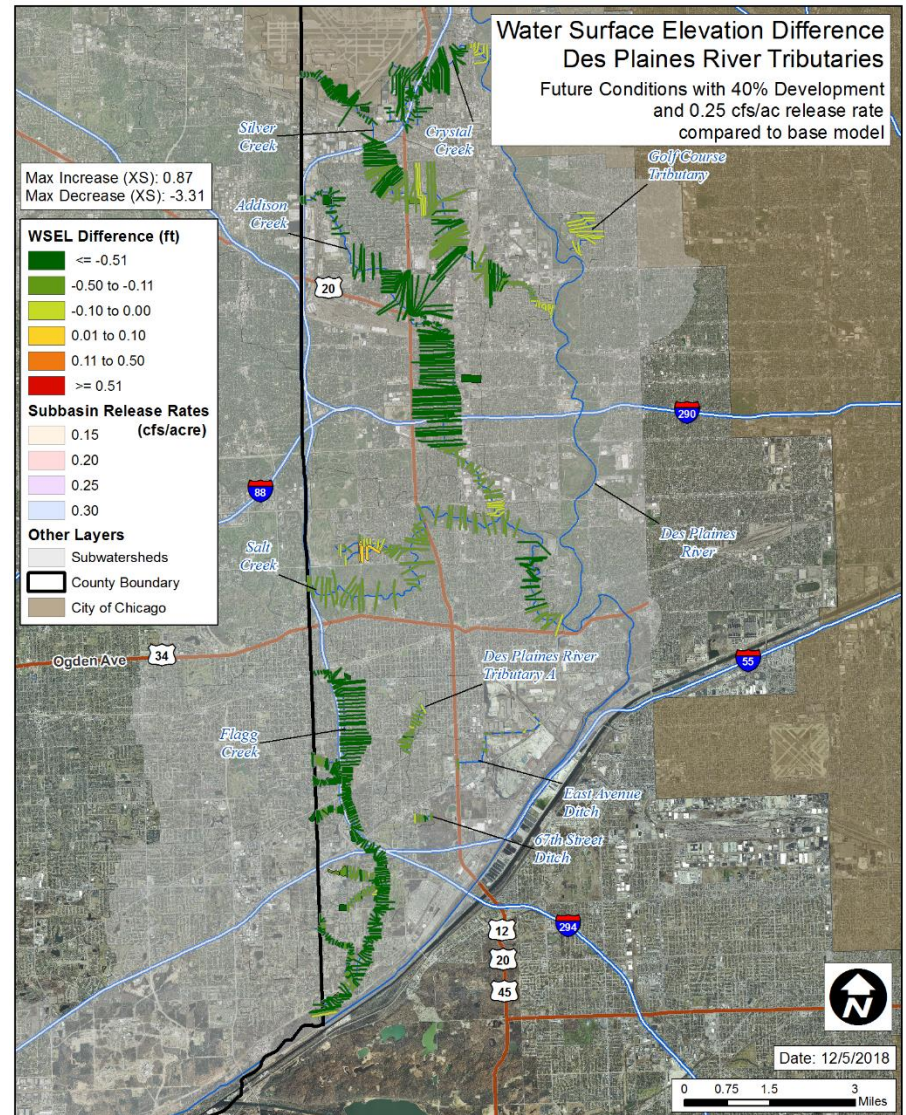 Water Surface Elevation Difference
Des Plaines River Tributaries
Future Conditions with 40% Development
and 0.25 cfs/ac release rate
compared to base model
Silver
Creek
Crystal
Creek
Golf Course
Tributary
Max Increase (XS): 0.87
Max Decrease (XS): -3.31
Addison
Creek
WSEL Difference (ft)
<= -0.51
-0.50 to -0.11
-0.10 to 0.00
0.01 to 0.10
0.11 to 0.50
>= 0.51
Subbasin Release Rates
(cfs/acre)
0.15
0.20
0.25
0.30
Other Layers
Subwatersheds
County Boundary
City of Chicago
20
290
88
Des Plaines
River
Salt
Creek
Ogden Ave
34
55
Des Plaines River
Tributary A
Flagg
Creek
East Avenue
Ditch
67th Street
Ditch
12
20
45
294
N
Date: 12/5/2018
0 0.75 1.5 3
Miles